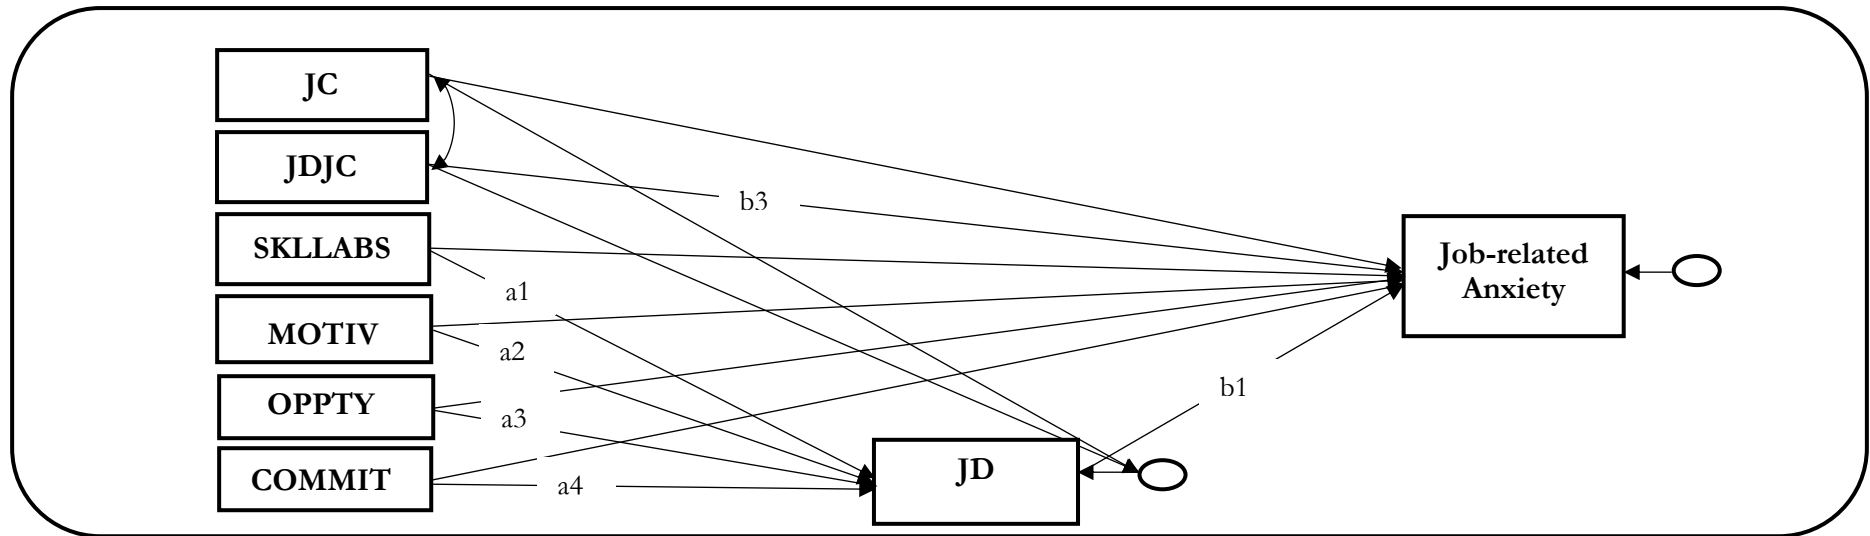 JC
JDJC
b3
SKLLABS
Job-related
Anxiety
a1
MOTIV
a2
b1
OPPTY
a3
JD
COMMIT
a4